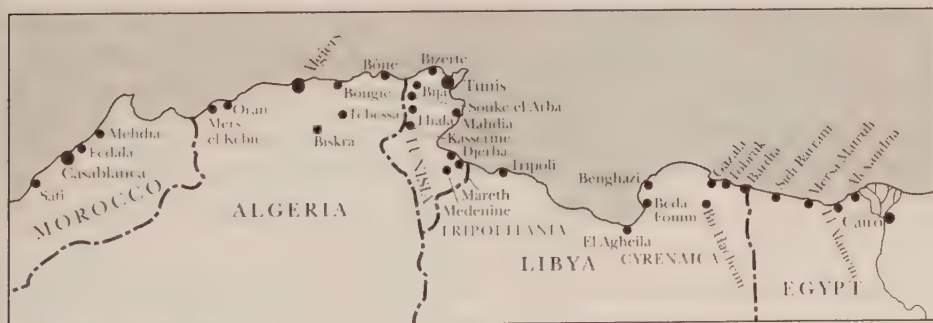 Algiers
Bône
Bizerte
Tunis
Bougie
Oran
Mers
el Kebir
Tebessa
Thala
Souk el Arba
Mahdia
Biskra
Kasserine
Djerba
Mehdia
Fedala
Casablanca
Safi
Mareth
Medenine
Tripoli
TUNISIA
MOROCCO
ALGERIA
TRIPOLITANIA
LIBYA
CYRENAICA
EGYPT
Benghazi
Beda
Fomm
El Agheila
Gazala
Tobruk
Bardia
Sidi Barrani
Mersa Matruh
Alexandria
El Alamein
Cairo
Bir Hacheim